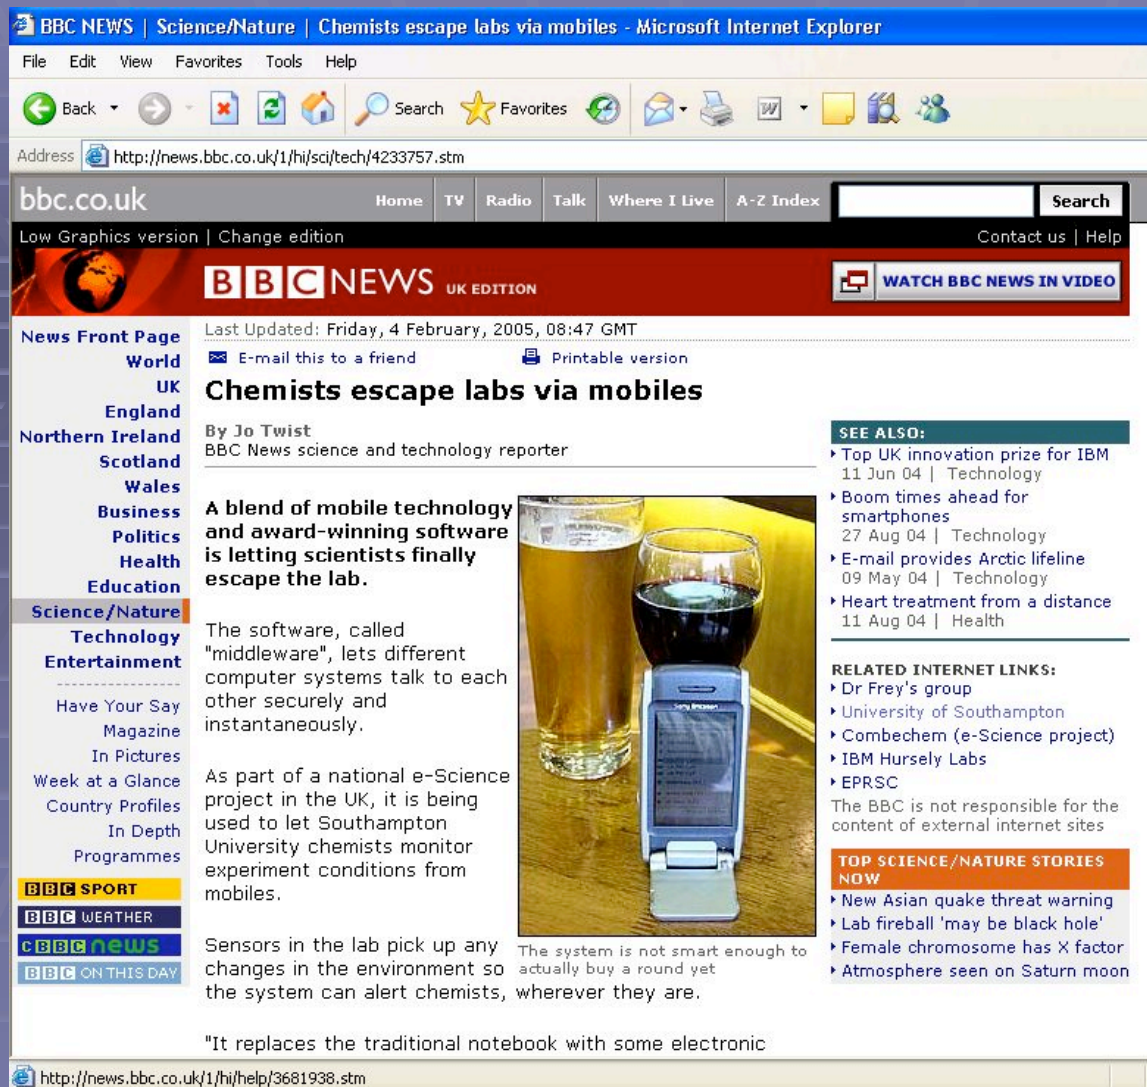 BBC NEWS | Science/Nature | Chemists escape labs via mobiles - Microsoft Internet Explorer
File Edit View Favorites Tools Help
Back Search Favorites
Address http://news.bbc.co.uk/1/hi/sci/tech/4233757.stm
bbc.co.uk Home TV Radio Talk Where I Live A-Z Index Search
Low Graphics version | Change edition Contact us | Help
BBC NEWS UK EDITION WATCH BBC NEWS IN VIDEO
News Front Page
World
UK
England
Northern Ireland
Scotland
Wales
Business
Politics
Health
Education
Science/Nature
Technology
Entertainment
Have Your Say
Magazine
In Pictures
Week at a Glance
Country Profiles
In Depth
Programmes
BBC SPORT
BBC WEATHER
CBBC news
BBC ON THIS DAY
Last Updated: Friday, 4 February, 2005, 08:47 GMT
E-mail this to a friend Printable version
Chemists escape labs via mobiles
By Jo Twist
BBC News science and technology reporter
A blend of mobile technology
and award-winning software
is letting scientists finally
escape the lab.
The software, called
"middleware", lets different
computer systems talk to each
other securely and
instantaneously.
As part of a national e-Science
project in the UK, it is being
used to let Southampton
University chemists monitor
experiment conditions from
mobiles.
Sensors in the lab pick up any
changes in the environment so
the system can alert chemists, wherever they are.
"It replaces the traditional notebook with some electronic
Sony Ericsson
The system is not smart enough to
actually buy a round yet
SEE ALSO:
Top UK innovation prize for IBM
11 Jun 04 | Technology
Boom times ahead for
smartphones
27 Aug 04 | Technology
E-mail provides Arctic lifeline
09 May 04 | Technology
Heart treatment from a distance
11 Aug 04 | Health
RELATED INTERNET LINKS:
Dr Frey's group
University of Southampton
Combechem (e-Science project)
IBM Hursely Labs
EPRSC
The BBC is not responsible for the
content of external internet sites
TOP SCIENCE/NATURE STORIES
NOW
New Asian quake threat warning
Lab fireball 'may be black hole'
Female chromosome has X factor
Atmosphere seen on Saturn moon
http://news.bbc.co.uk/1/hi/help/3681938.stm